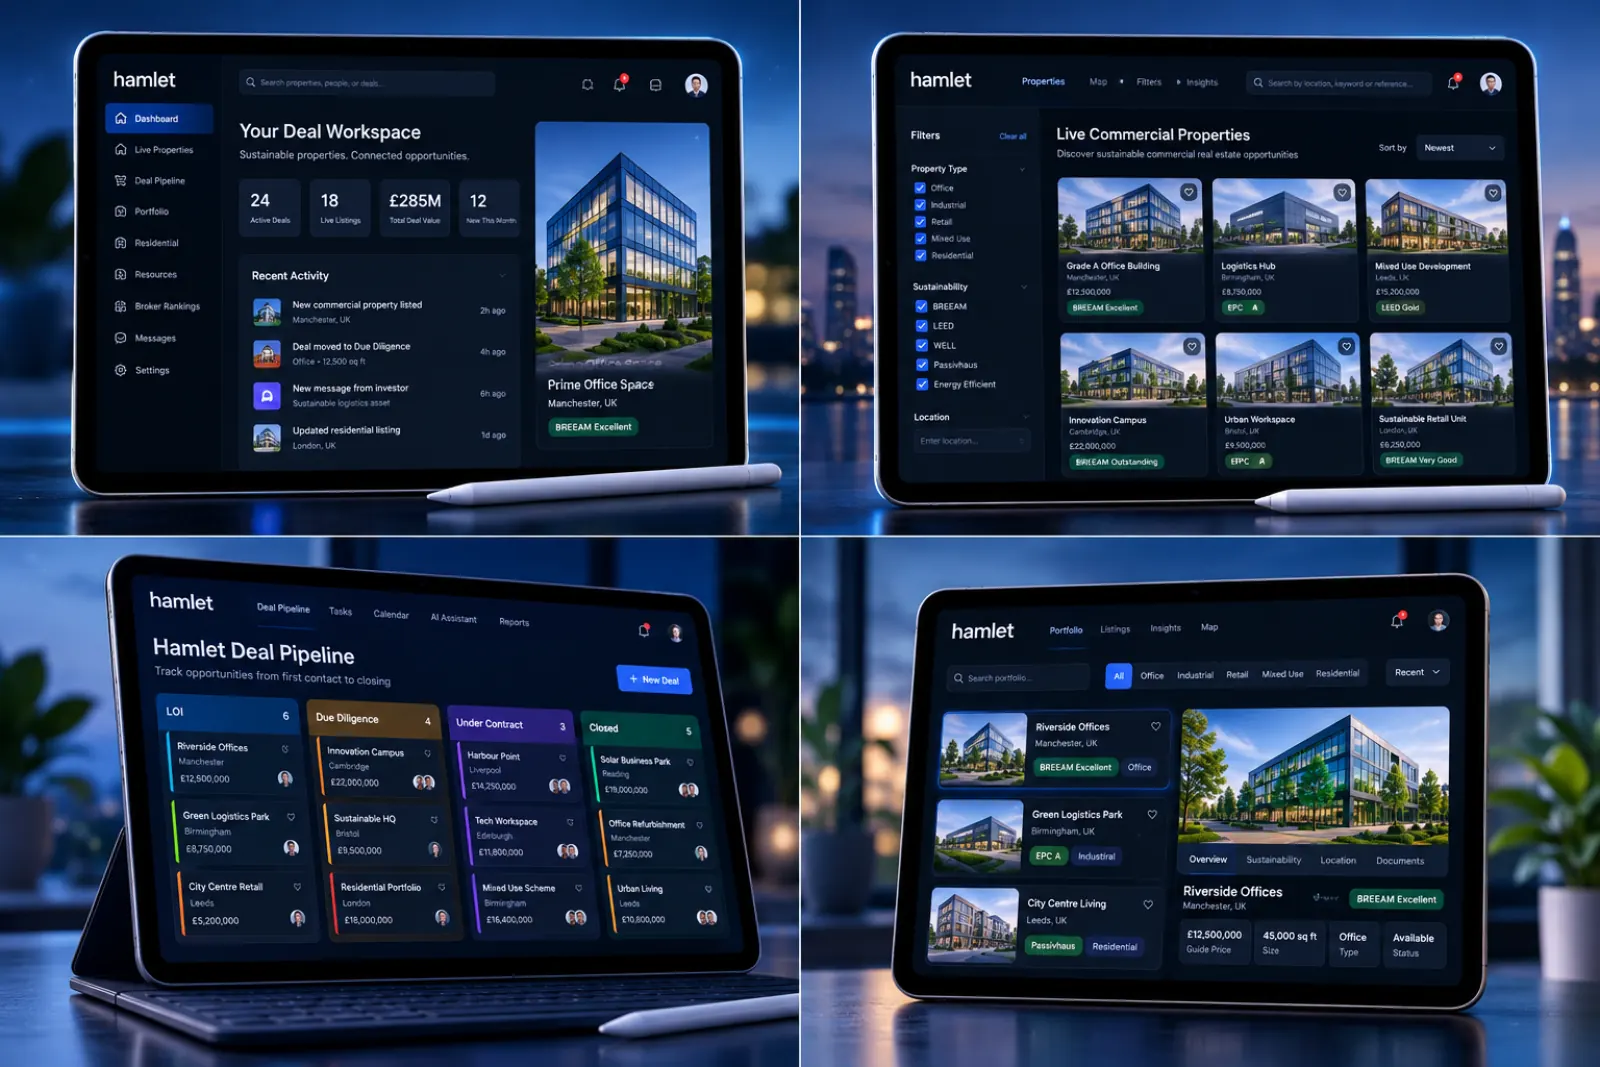 hamlet
Search properties, people, or deals...
Dashboard
Live Properties
Deal Pipeline
Portfolio
Residential
Resources
Broker Rankings
Messages
Settings
Your Deal Workspace
Sustainable properties. Connected opportunities.
24
Active Deals
18
Live Listings
£285M
Total Deal Value
12
New This Month
Recent Activity
New commercial property listed
Manchester, UK
2h ago
Deal moved to Due Diligence
Office • 12,500 sq ft
4h ago
New message from investor
Sustainable logistics asset
6h ago
Updated residential listing
London, UK
1d ago
Prime Office Space
Manchester, UK
BREEAM Excellent
hamlet
Properties
Map
Filters
Insights
Search by location, keyword or reference...
Filters
Clear all
Property Type
Office
Industrial
Retail
Mixed Use
Residential
Sustainability
BREEAM
LEED
WELL
Passivhaus
Energy Efficient
Location
Enter location...
Live Commercial Properties
Discover sustainable commercial real estate opportunities
Sort by
Newest
Grade A Office Building
Manchester, UK
£12,500,000
BREEAM Excellent
Logistics Hub
Birmingham, UK
£8,750,000
EPC A
Mixed Use Development
Leeds, UK
£15,200,000
LEED Gold
Innovation Campus
Cambridge, UK
£22,000,000
BREEAM Outstanding
Urban Workspace
Bristol, UK
£9,500,000
EPPC A
Sustainable Retail Unit
London, UK
£6,250,000
BREEAM Very Good
hamlet
Deal Pipeline
Tasks
Calendar
AI Assistant
Reports
Hamlet Deal Pipeline
Track opportunities from first contact to closing
+ New Deal
LOI 6
Riverside Offices
Manchester
£12,500,000
Green Logistics Park
Birmingham
£8,750,000
City Centre Retail
Leeds
£5,200,000
Due Diligence 4
Innovation Campus
Cambridge
£22,000,000
Sustainable HQ
Bristol
£9,500,000
Residential Portfolio
London
£18,000,000
Under Contract 3
Harbour Point
Liverpool
£14,250,000
Tech Workspace
Edinburgh
£11,800,000
Mixed Use Scheme
Birmingham
£16,400,000
Closed 5
Solar Business Park
Reading
£19,000,000
Office Refurbishment
Manchester
£7,250,000
Urban Living
Leeds
£10,800,000
hamlet
Portfolio
Listings
Insights
Map
Search portfolio...
All
Office
Industrial
Retail
Mixed Use
Residential
Recent
Riverside Offices
Manchester, UK
BREEAM Excellent
Office
Green Logistics Park
Birmingham, UK
EPC A
Industiral
City Centre Living
Leeds, UK
Passivhaus
Residential
Overview
Sustainability
Location
Documents
Riverside Offices
Manchester, UK
BREEAM Excellent
£12,500,000
Guide Price
45,000 sq ft
Size
Office
Type
Available
Status